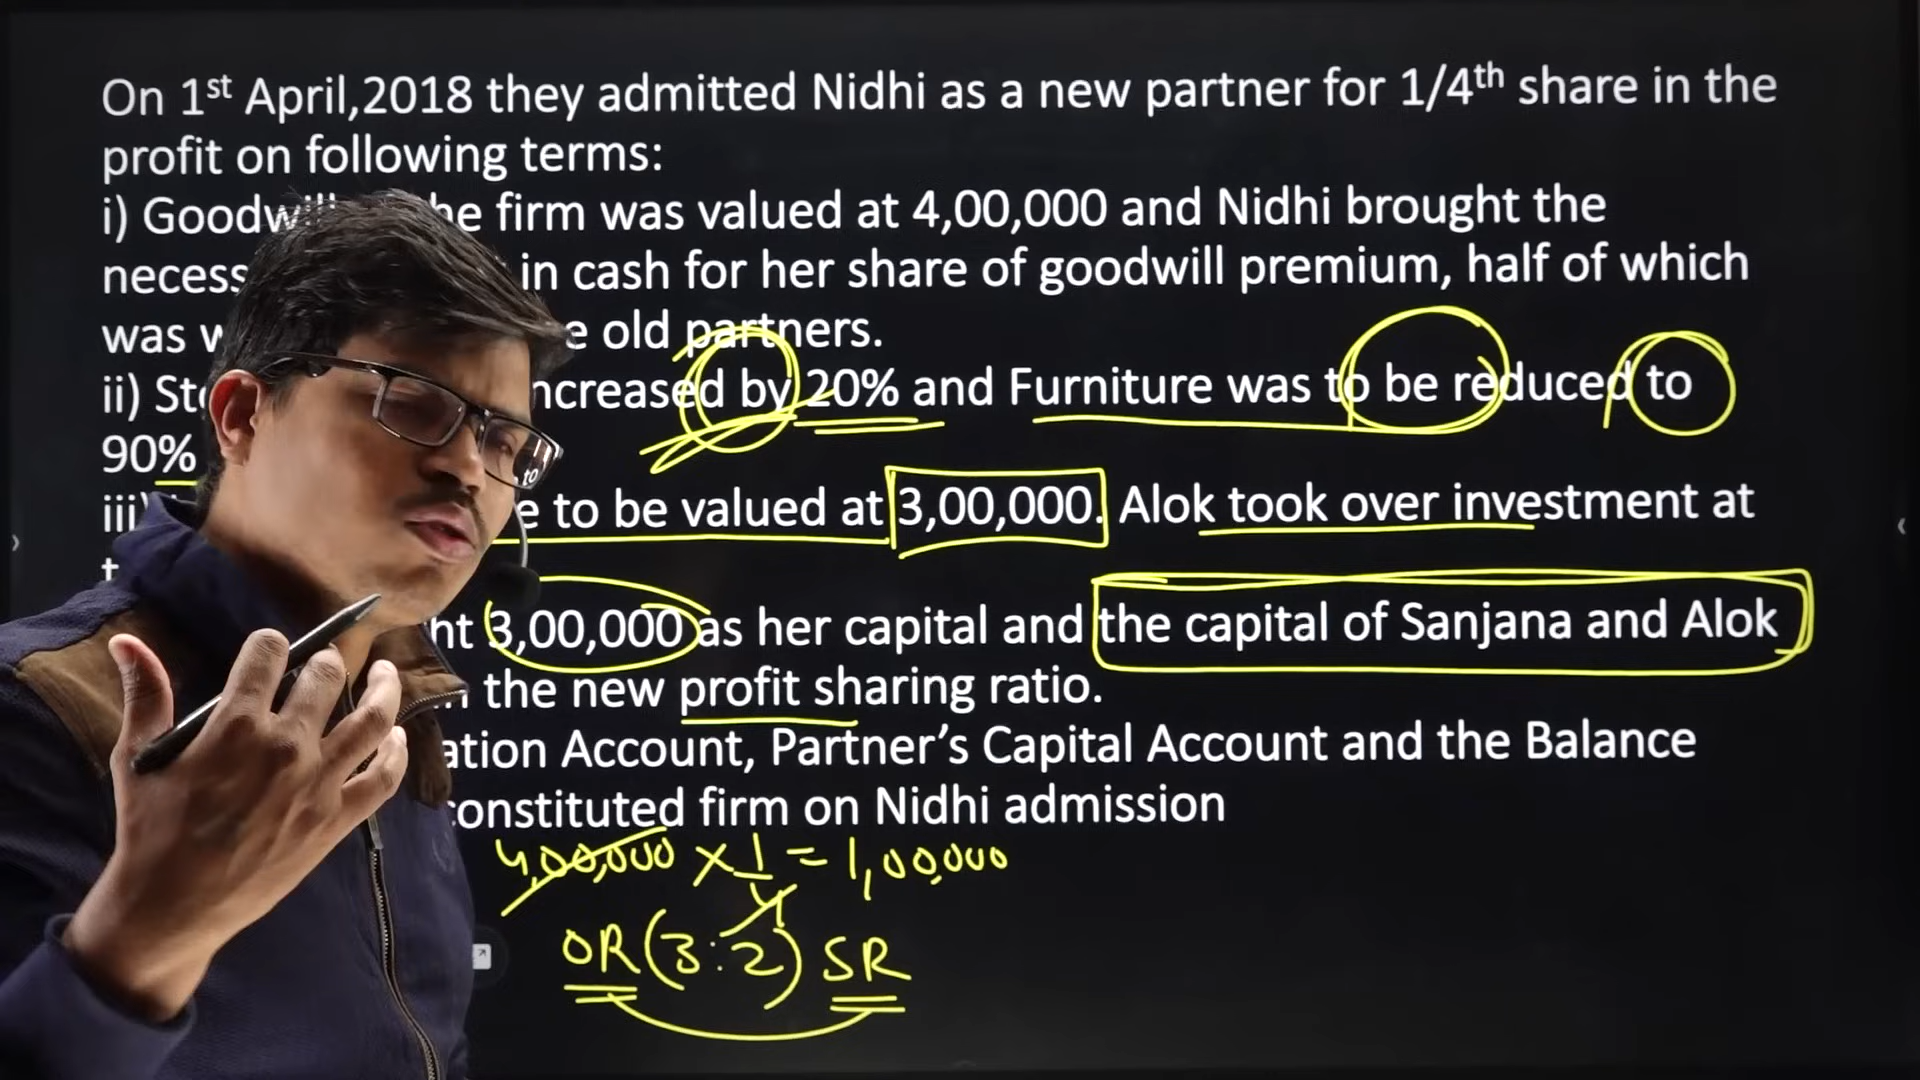 On 1st April,2018 they admitted Nidhi as a new partner for 1/4th share in the
profit on following terms:
i) Goodwill he firm was valued at 4,00,000 and Nidhi brought the
necess in cash for her share of goodwill premium, half of which
was w e old partners.
ii) Sto ncreased by 20% and Furniture was to be reduced to
90%
iii) e to be valued at 3,00,000. Alok took over investment at
ht 3,00,000 as her capital and the capital of Sanjana and Alok
n the new profit sharing ratio.
ation Account, Partner's Capital Account and the Balance
constituted firm on Nidhi admission
4,00,000 × 1/4 = 1,00,000
OR (3:2) SR